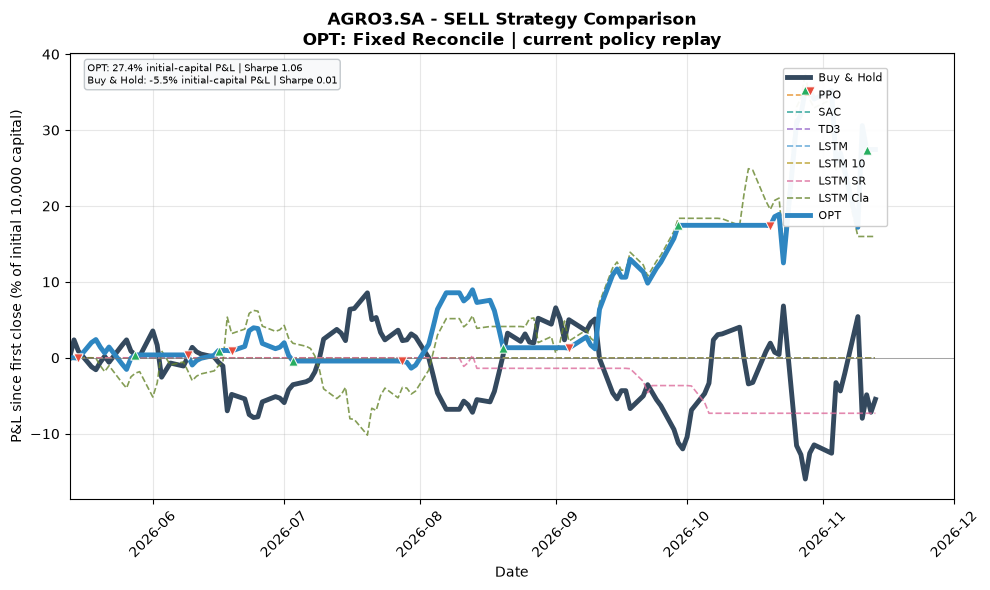 AGRO3.SA - SELL Strategy Comparison
OPT: Fixed Reconcile | current policy replay
OPT: 27.4% initial-capital P&L | Sharpe 1.06
Buy & Hold: -5.5% initial-capital P&L | Sharpe 0.01
Buy & Hold
PPO
SAC
TD3
LSTM
LSTM 10
LSTM SR
LSTM Cla
OPT
P&L since first close (% of initial 10,000 capital)
40
30
20
10
0
−10
2026-06
2026-07
2026-08
2026-09
2026-10
2026-11
2026-12
Date